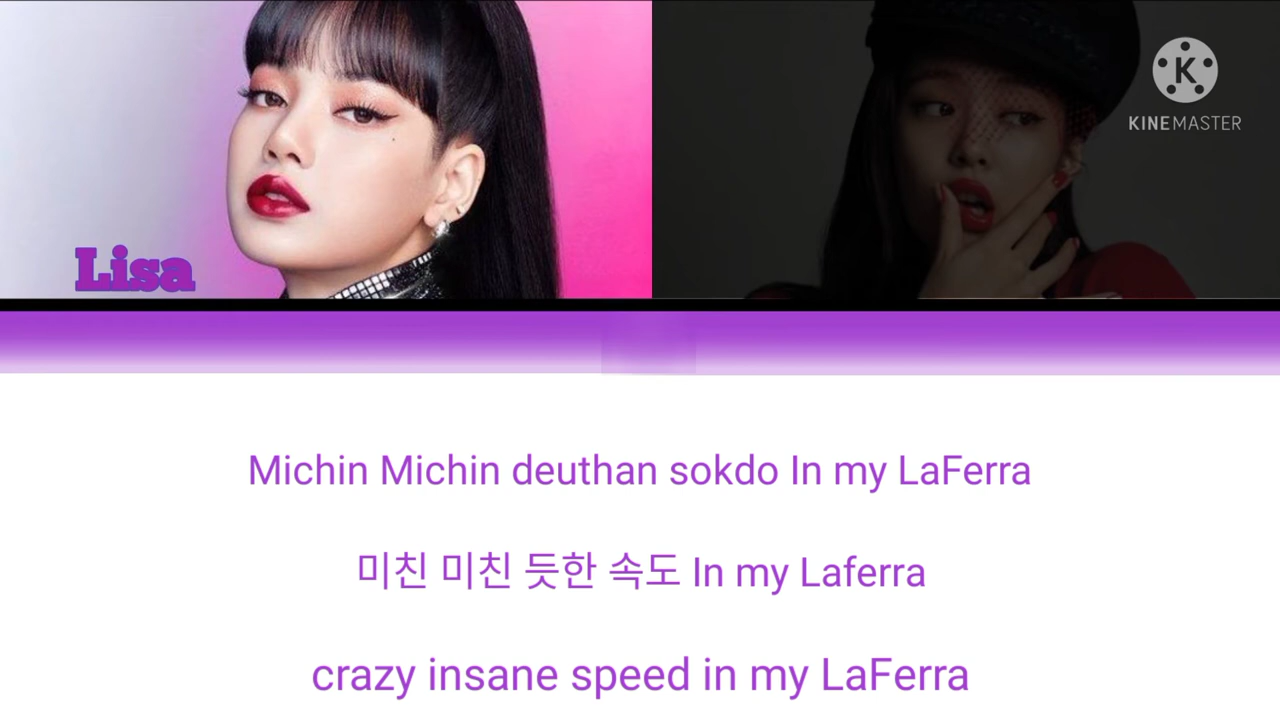 KINEMASTER
Lisa
Michin Michin deuthan sokdo In my LaFerra
미친 미친 듯한 속도 In my Laferra
crazy insane speed in my LaFerra